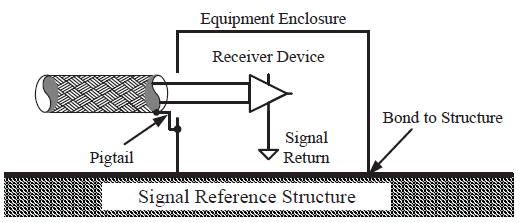 Equipment Enclosure
Receiver Device
Bond to Structure
Signal
Return
Pigtail
Signal Reference Structure